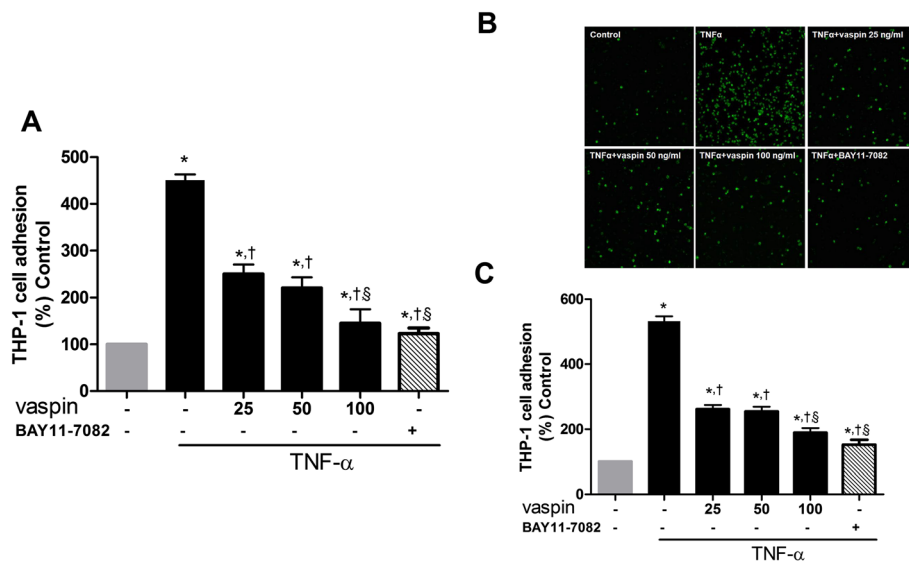 B
Control
TNFα
TNFα+vaspin 25 ng/ml
TNFα+vaspin 50 ng/ml
TNFα+vaspin 100 ng/ml
TNFα+BAY11-7082
A
THP-1 cell adhesion
(%) Control
500
400
300
200
100
0
*
*,†
*,†
*,†,§
*,†,§
vaspin - - 25 50 100 -
BAY11-7082 - - - - - +
TNF-α
C
THP-1 cell adhesion
(%) Control
600
400
200
0
*
*,†
*,†
*,†§
*,†§
vaspin - - 25 50 100 -
BAY11-7082 - - - - - +
TNF-α